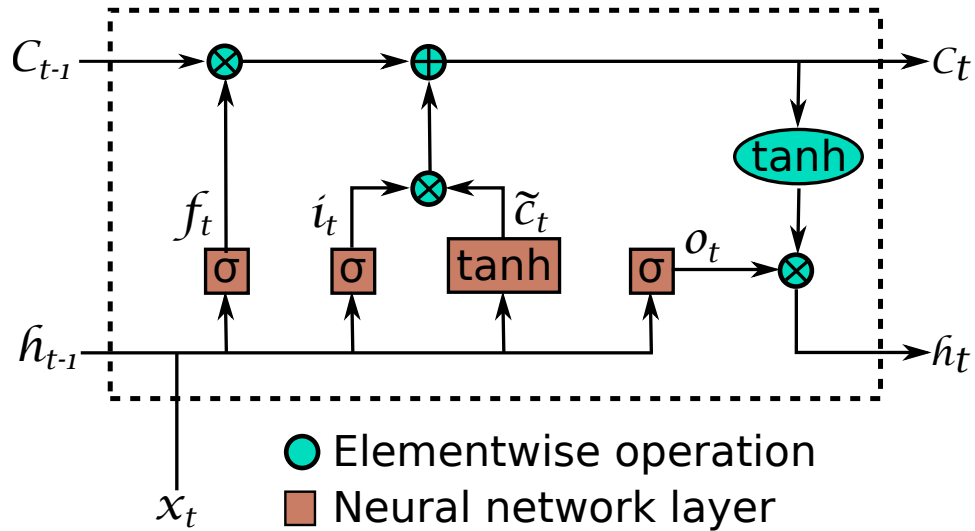 C_{t-1}
C_t
tanh
f_t
i_t
c̃_t
o_t
σ
σ
tanh
σ
h_{t-1}
h_t
x_t
Elementwise operation
Neural network layer